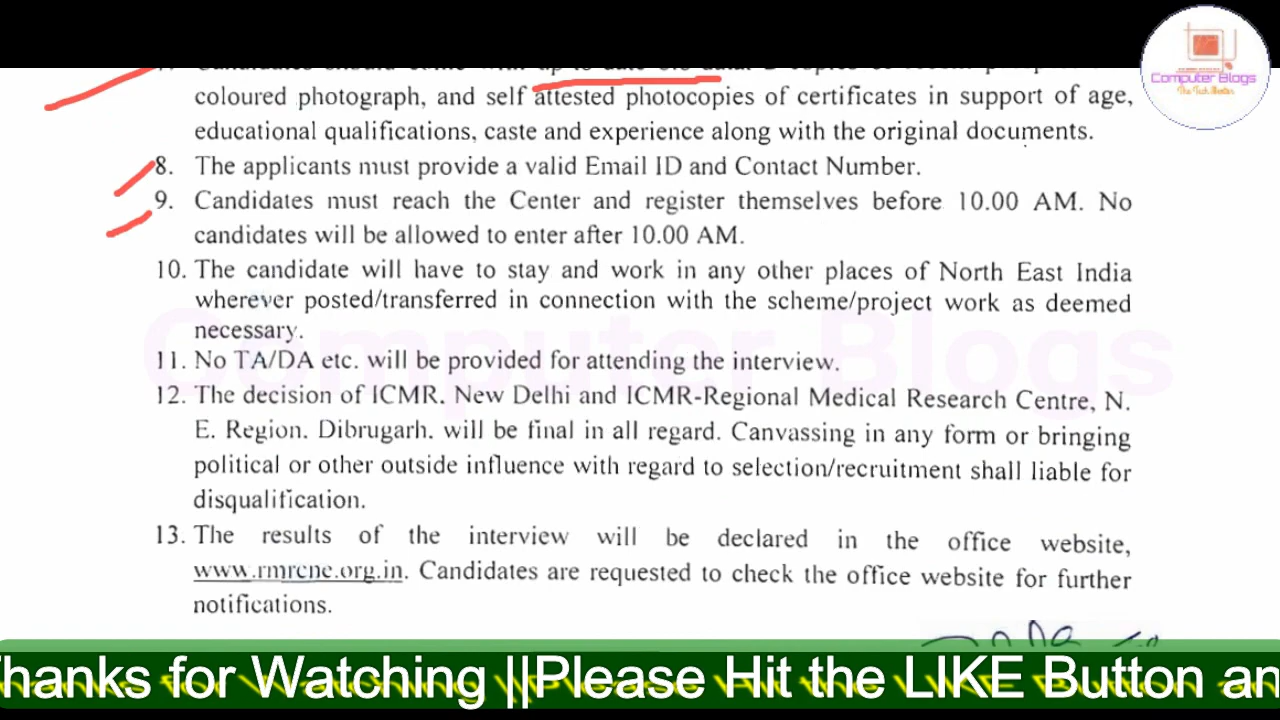 Computer Blogs
The Tech Master
coloured photograph, and self attested photocopies of certificates in support of age,
educational qualifications, caste and experience along with the original documents.
8. The applicants must provide a valid Email ID and Contact Number.
9. Candidates must reach the Center and register themselves before 10.00 AM. No
candidates will be allowed to enter after 10.00 AM.
10. The candidate will have to stay and work in any other places of North East India
wherever posted/transferred in connection with the scheme/project work as deemed
necessary.
Computer Blogs
11. No TA/DA etc. will be provided for attending the interview.
12. The decision of ICMR, New Delhi and ICMR-Regional Medical Research Centre, N.
E. Region, Dibrugarh, will be final in all regard. Canvassing in any form or bringing
political or other outside influence with regard to selection/recruitment shall liable for
disqualification.
13. The results of the interview will be declared in the office website,
www.rmrcne.org.in. Candidates are requested to check the office website for further
notifications.
Thanks for Watching ||Please Hit the LIKE Button an